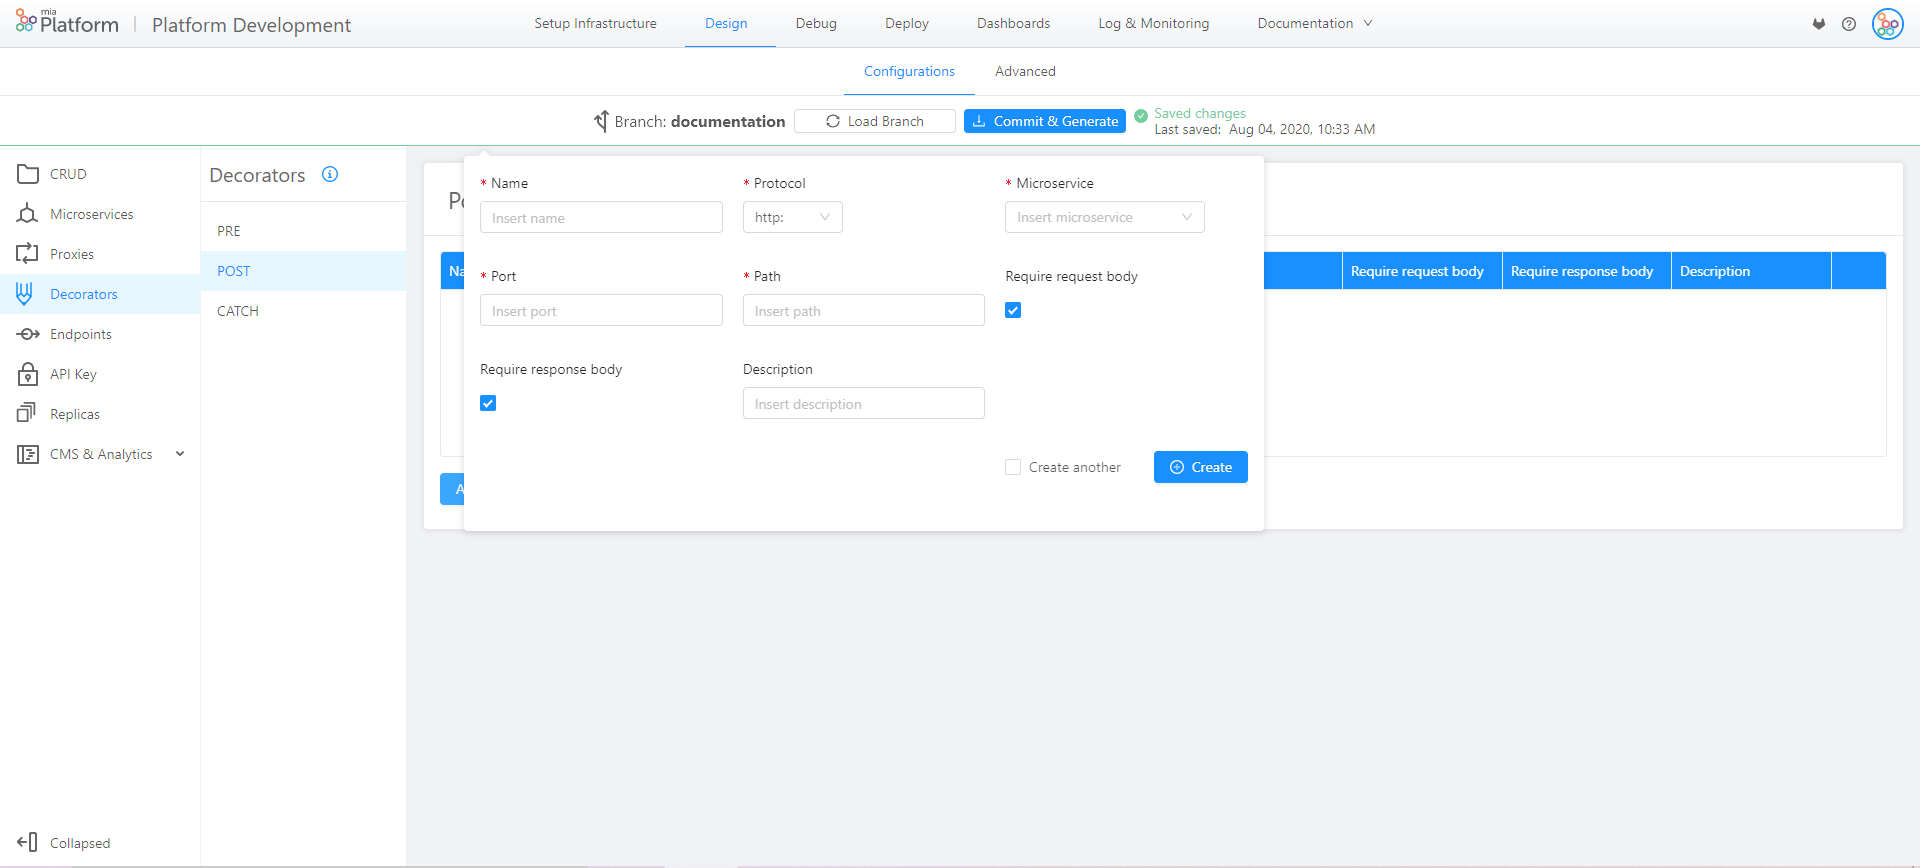 mia
Platform
Platform Development
Setup Infrastructure
Design
Debug
Deploy
Dashboards
Log & Monitoring
Documentation
Configurations
Advanced
Branch: documentation
Load Branch
Commit & Generate
Saved changes
Last saved: Aug 04, 2020, 10:33 AM
CRUD
Microservices
Proxies
Decorators
Endpoints
API Key
Replicas
CMS & Analytics
Collapsed
Decorators
PRE
POST
CATCH
* Name
Insert name
* Protocol
http:
* Microservice
Insert microservice
* Port
Insert port
* Path
Insert path
Require request body
Require response body
Description
Insert description
Create another
Create
Require request body
Require response body
Description